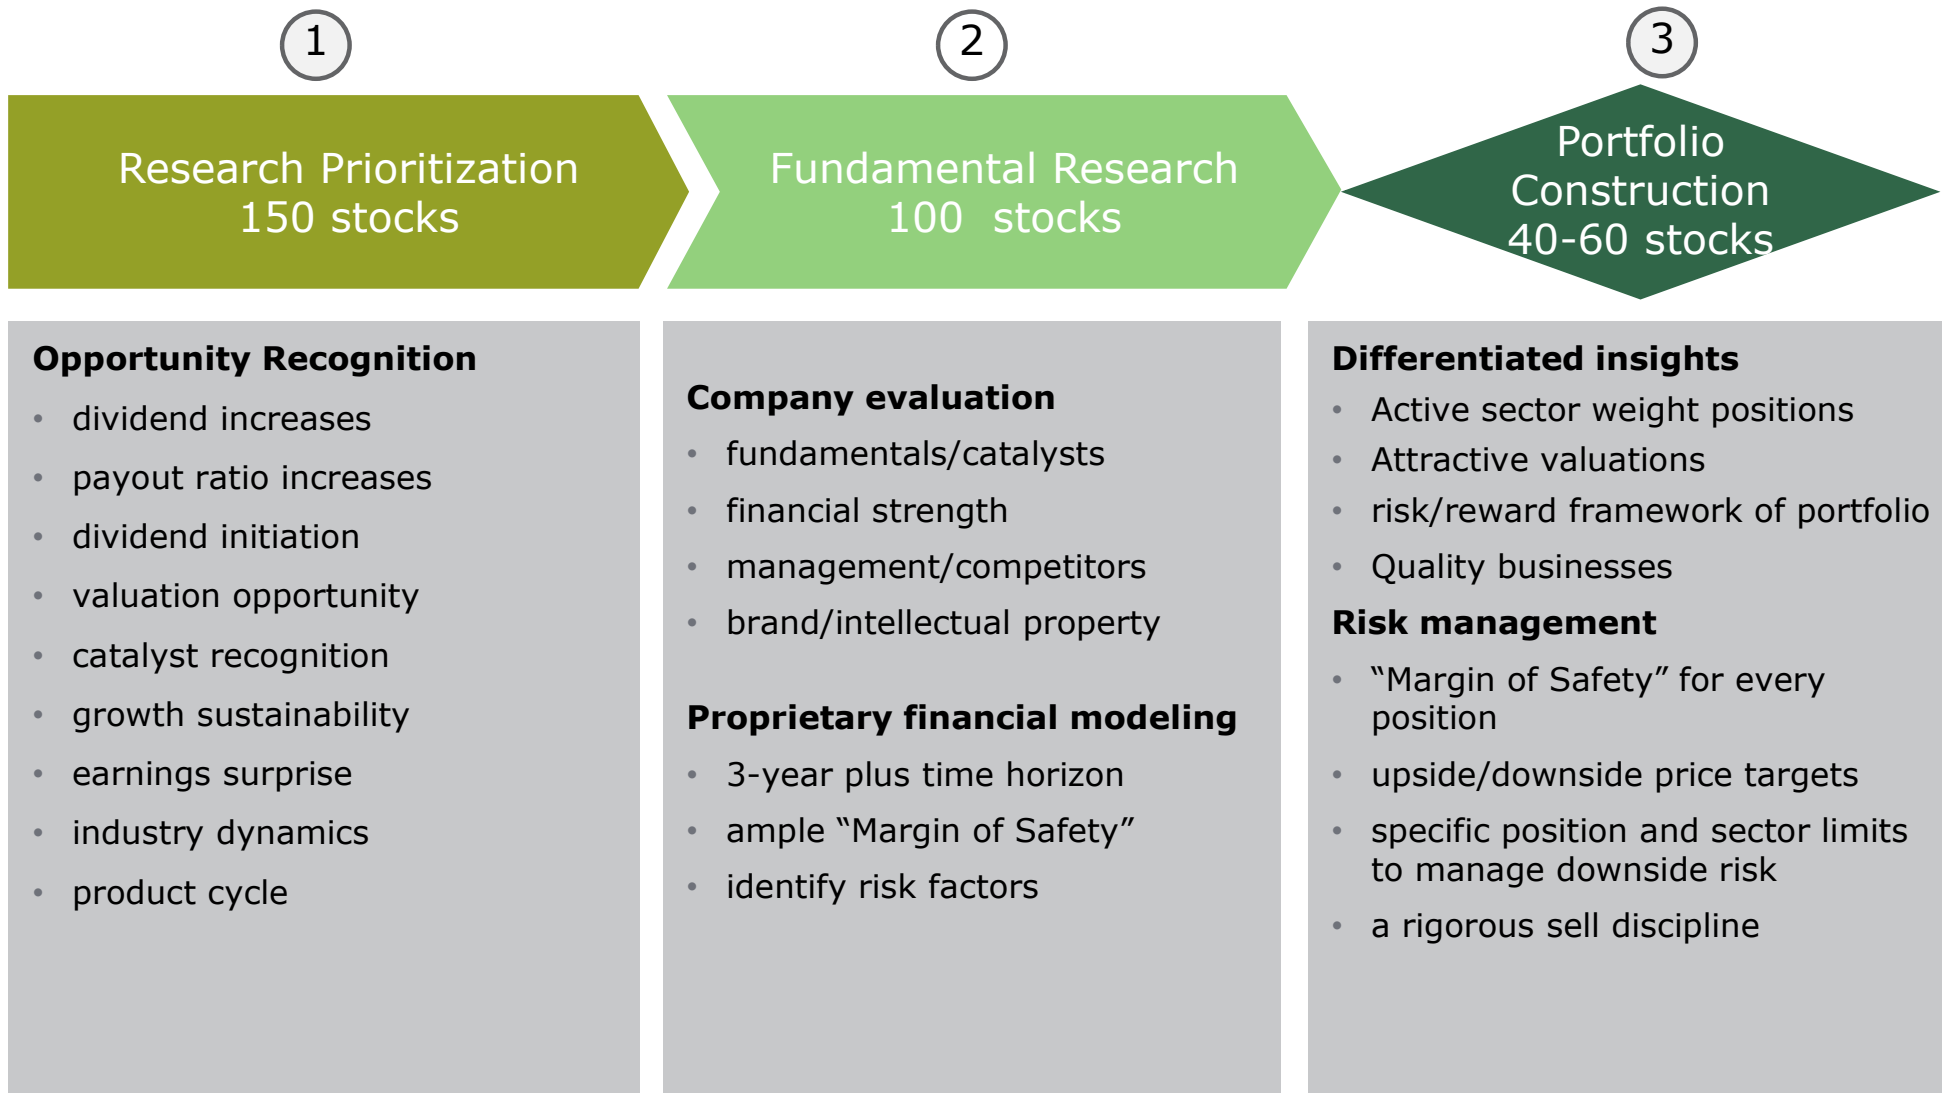 1
Research Prioritization
150 stocks
Opportunity Recognition
• dividend increases
• payout ratio increases
• dividend initiation
• valuation opportunity
• catalyst recognition
• growth sustainability
• earnings surprise
• industry dynamics
• product cycle
2
Fundamental Research
100  stocks
Company evaluation
• fundamentals/catalysts
• financial strength
• management/competitors
• brand/intellectual property
Proprietary financial modeling
• 3-year plus time horizon
• ample “Margin of Safety”
• identify risk factors
3
Portfolio
Construction
40-60 stocks
Differentiated insights
• Active sector weight positions
• Attractive valuations
• risk/reward framework of portfolio
• Quality businesses
Risk management
• “Margin of Safety” for every
position
• upside/downside price targets
• specific position and sector limits
to manage downside risk
• a rigorous sell discipline